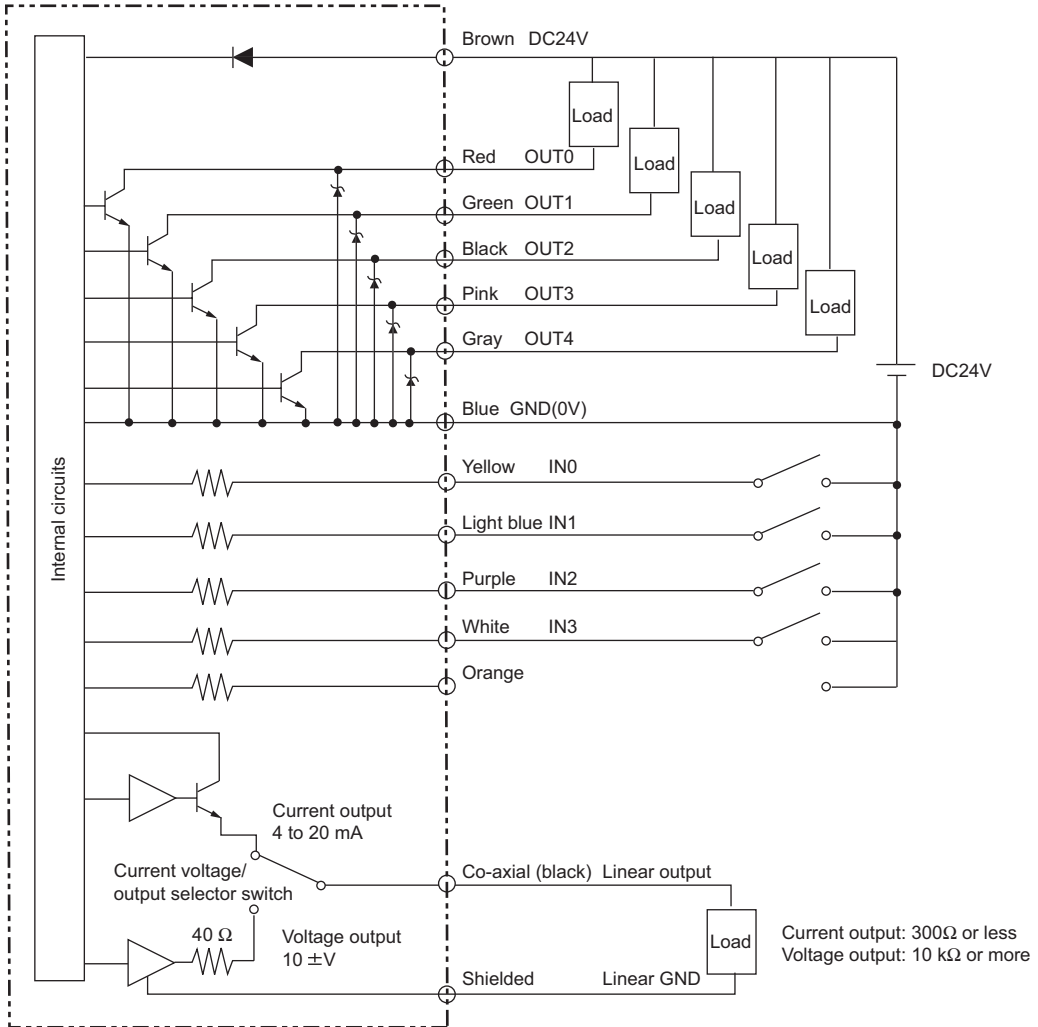 Brown DC24V
Load
Red OUT0
Load
Green OUT1
Load
Black OUT2
Load
Pink OUT3
Load
Gray OUT4
DC24V
Blue GND(0V)
Internal circuits
Yellow IN0
Light blue IN1
Purple IN2
White IN3
Orange
Current output
4 to 20 mA
Current voltage/
output selector switch
Co-axial (black) Linear output
40 Ω
Voltage output
10 ±V
Load
Current output: 300Ω or less
Voltage output: 10 kΩ or more
Shielded Linear GND